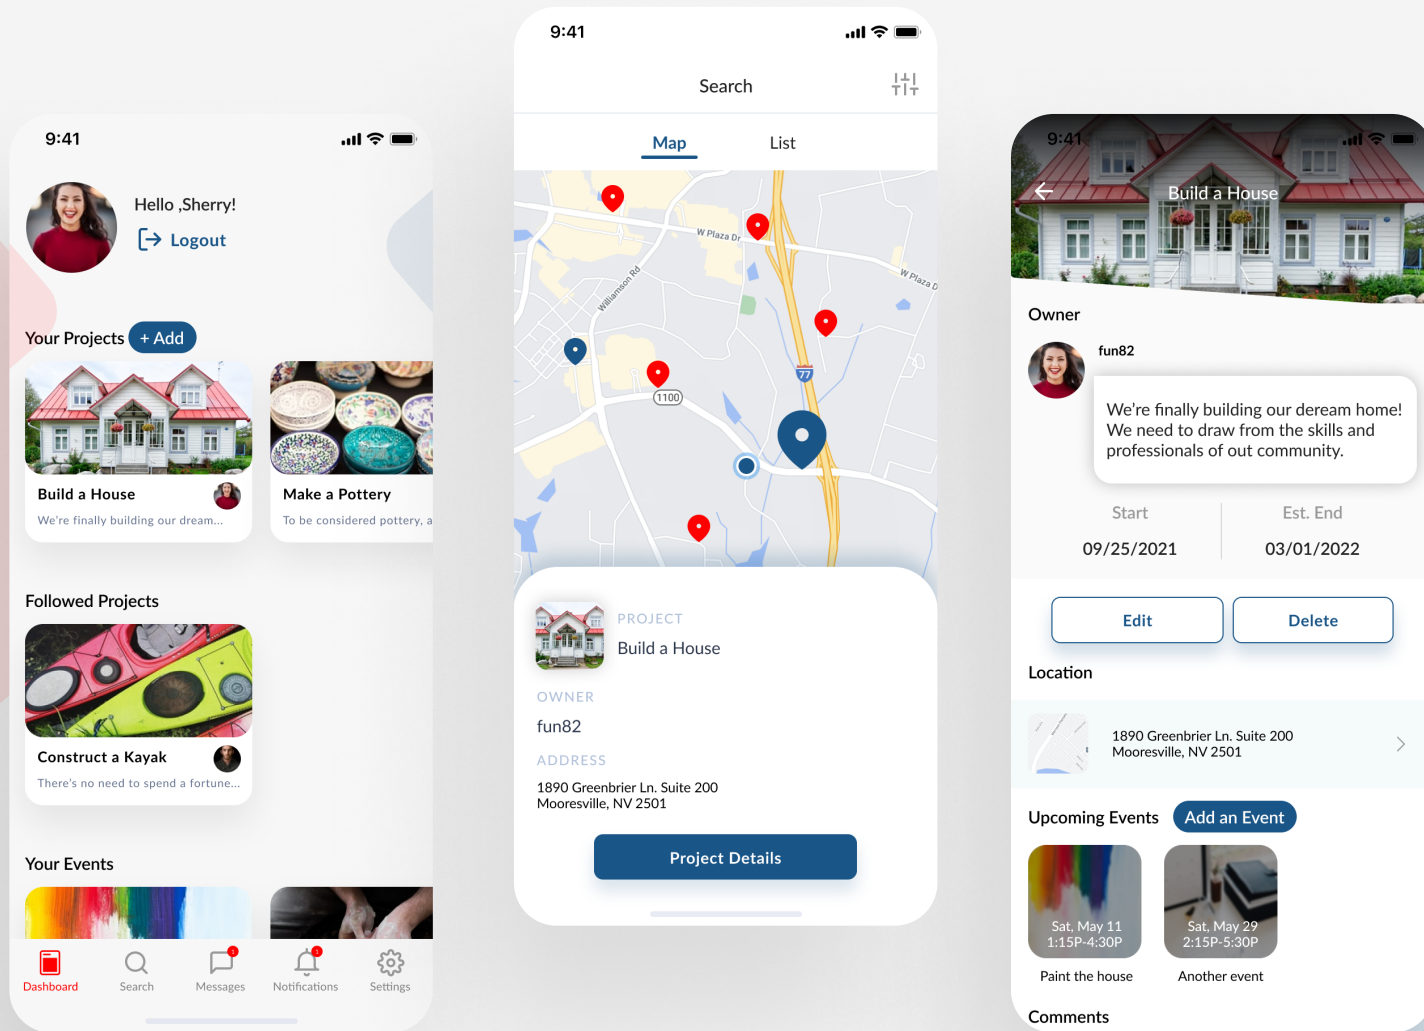 9:41
Hello ,Sherry!
Logout
Your Projects
+ Add
Build a House
We're finally building our dream...
Make a Pottery
To be considered pottery, a
Followed Projects
Construct a Kayak
There's no need to spend a fortune...
Your Events
1
1
Dashboard
Search
Messages
Notifications
Settings
9:41
Search
Map
List
W Plaza Dr
W Plaza D
Williamson Rd
77
1100
PROJECT
Build a House
OWNER
fun82
ADDRESS
1890 Greenbrier Ln. Suite 200
Mooresville, NV 2501
Project Details
9:41
Build a House
Owner
fun82
We're finally building our deream home!
We need to draw from the skills and
professionals of out community.
Start
Est. End
09/25/2021
03/01/2022
Edit
Delete
Location
1890 Greenbrier Ln. Suite 200
Mooresville, NV 2501
Upcoming Events
Add an Event
Sat, May 11
1:15P-4:30P
Sat, May 29
2:15P-5:30P
Paint the house
Another event
Comments